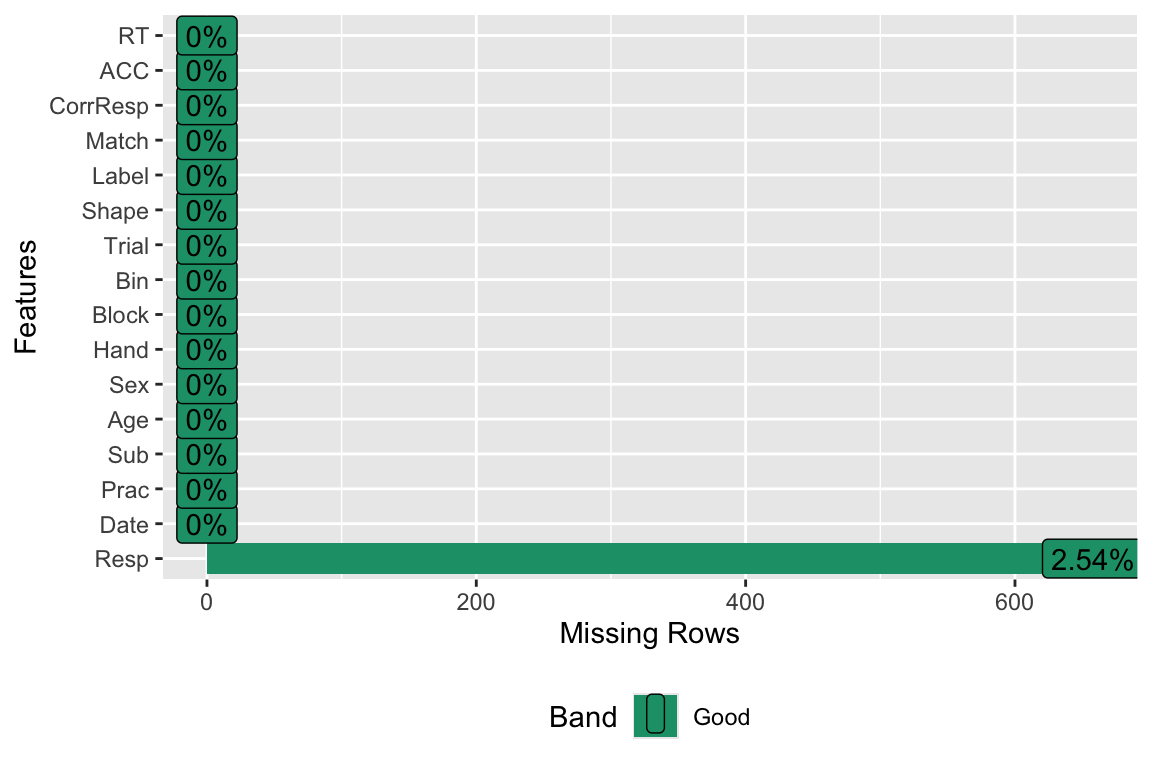 RT 0%
ACC 0%
CorrResp 0%
Match 0%
Label 0%
Shape 0%
Trial 0%
Bin 0%
Block 0%
Hand 0%
Sex 0%
Age 0%
Sub 0%
Prac 0%
Date 0%
Resp 2.54%
Features
0 200 400 600
Missing Rows
Band Good